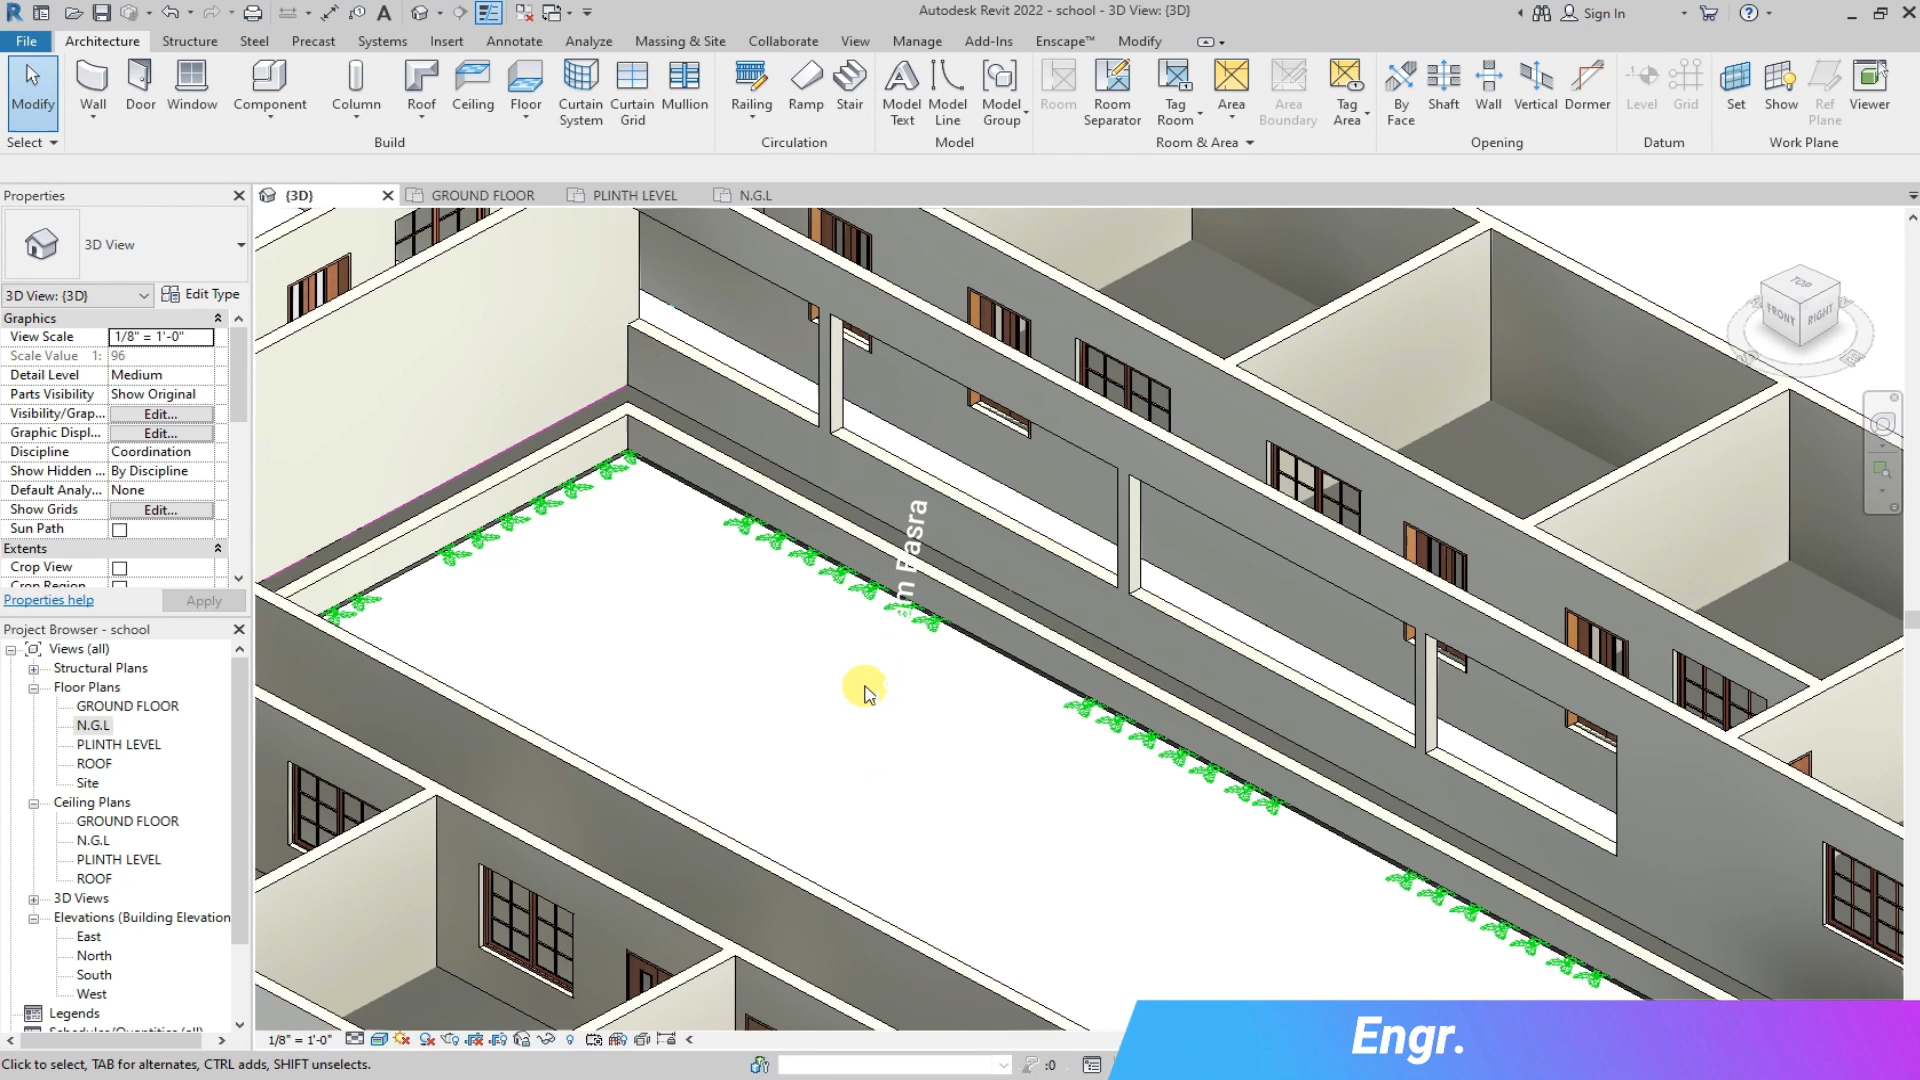 Autodesk Revit 2022 - school - 3D View: {3D}
Sign In
File Architecture Structure Steel Precast Systems Insert Annotate Analyze Massing & Site Collaborate View Manage Add-Ins Enscape™ Modify
Modify
Wall
Door
Window
Component
Column
Roof
Ceiling
Floor
Curtain System
Curtain Grid
Mullion
Railing
Ramp
Stair
Model Text
Model Line
Model Group
Room
Room Separator
Tag Room
Area
Area Boundary
Tag Area
By Face
Shaft
Wall
Vertical
Dormer
Level
Grid
Set
Show
Ref Plane
Viewer
Select
Build
Circulation
Model
Room & Area
Opening
Datum
Work Plane
Properties
{3D}
GROUND FLOOR
PLINTH LEVEL
N.G.L
3D View
3D View: {3D}
Edit Type
Graphics
View Scale 1/8" = 1'-0"
Scale Value 1: 96
Detail Level Medium
Parts Visibility Show Original
Visibility/Grap... Edit...
Graphic Displ... Edit...
Discipline Coordination
Show Hidden ... By Discipline
Default Analy... None
Show Grids Edit...
Sun Path
Extents
Crop View
Crop Region
Properties help
Apply
Project Browser - school
Views (all)
Structural Plans
Floor Plans
GROUND FLOOR
N.G.L
PLINTH LEVEL
ROOF
Site
Ceiling Plans
GROUND FLOOR
N.G.L
PLINTH LEVEL
ROOF
3D Views
Elevations (Building Elevation
East
North
South
West
Legends
Schedules/Quantities (all)
TOP
FRONT
RIGHT
1/8" = 1'-0"
Click to select, TAB for alternates, CTRL adds, SHIFT unselects.
:0
Engr.